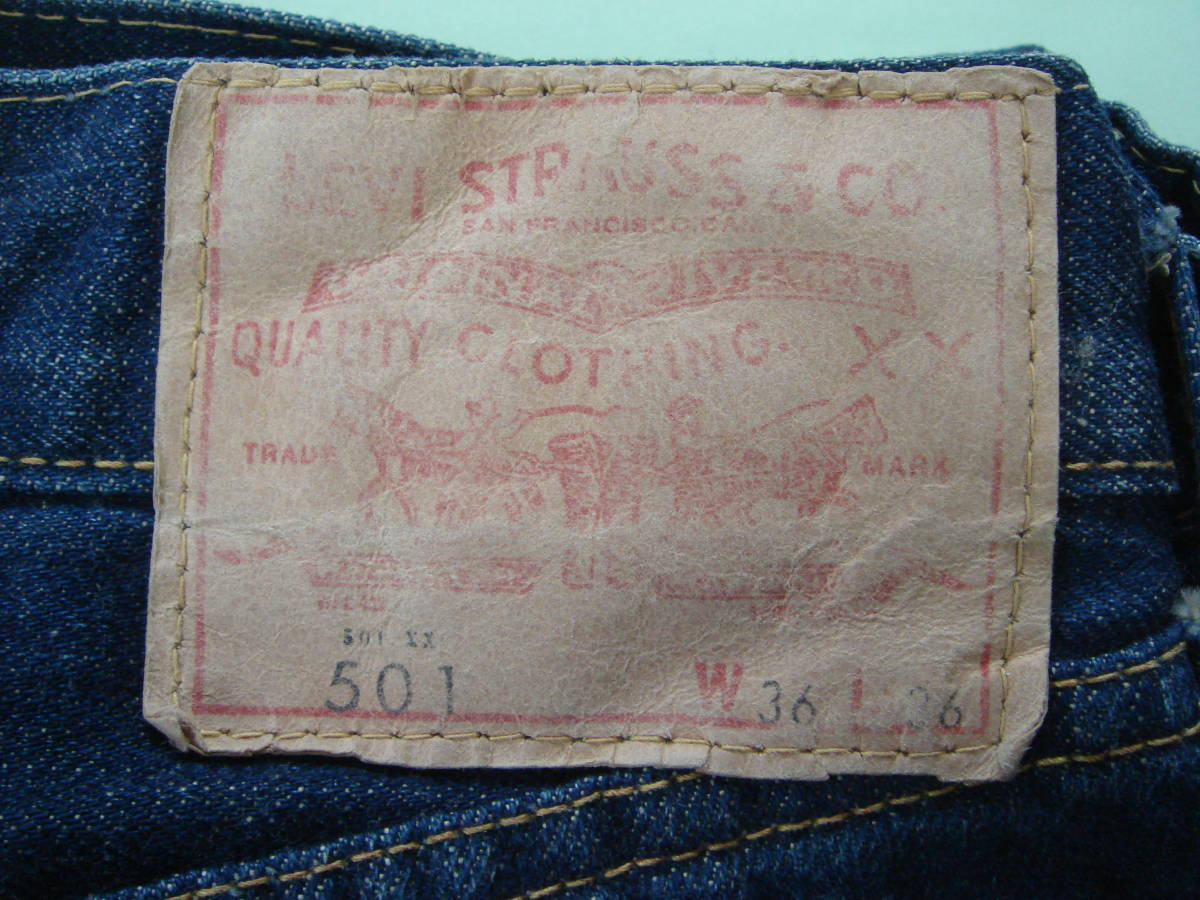 LEVI STRAUSS & CO.
SAN FRANCISCO, CAL.
QUALITY CLOTHING. XX
TRADE MARK
501 XX
501 W 36 L 36